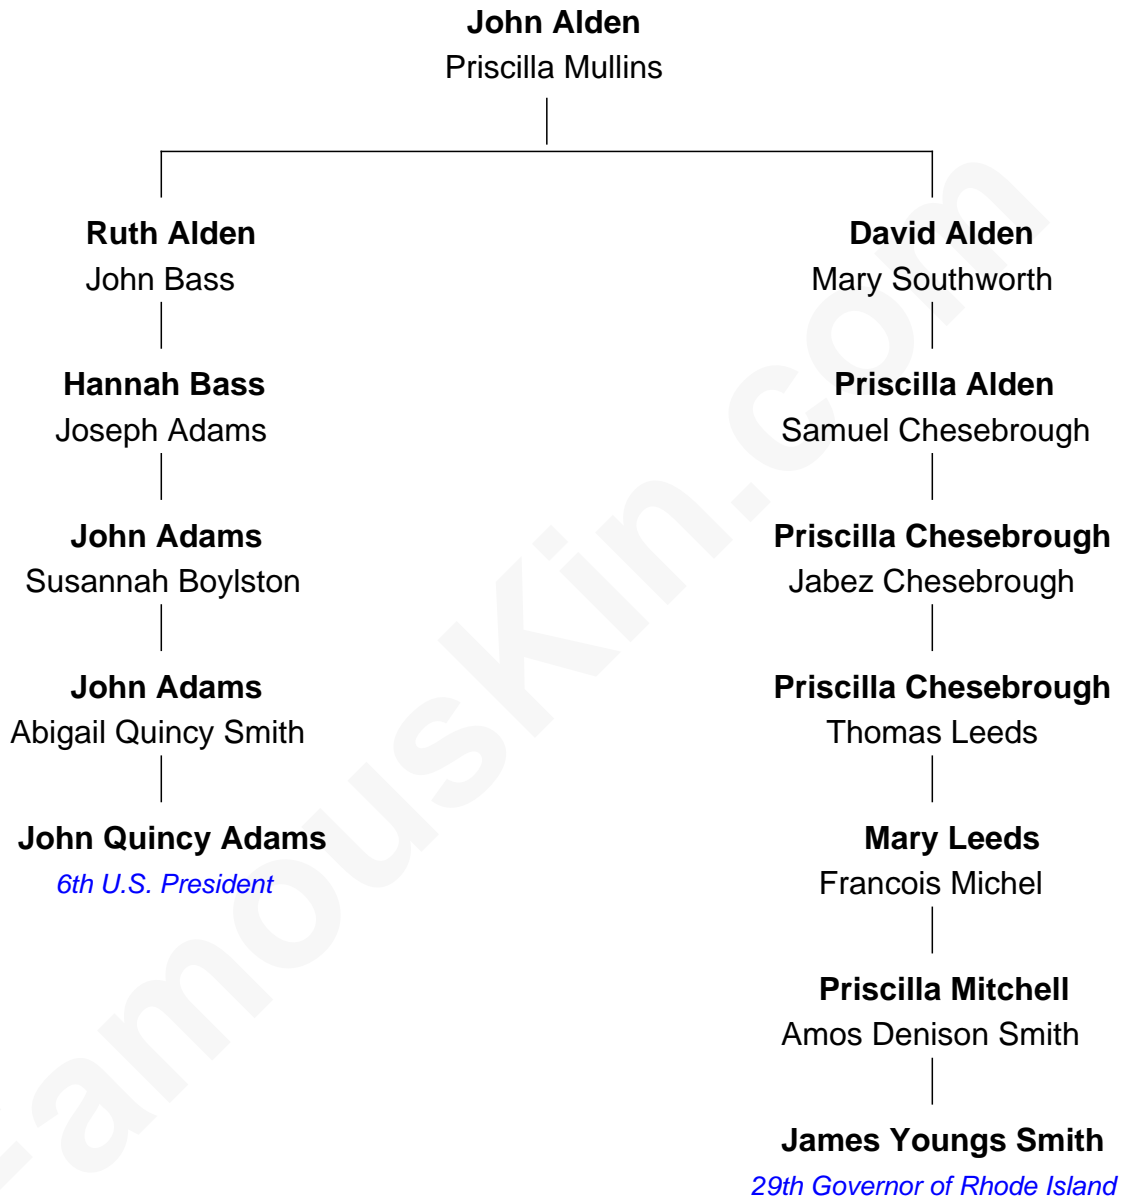 John Alden
Priscilla Mullins
Ruth Alden
John Bass
David Alden
Mary Southworth
Hannah Bass
Joseph Adams
Priscilla Alden
Samuel Chesebrough
John Adams
Susannah Boylston
Priscilla Chesebrough
Jabez Chesebrough
John Adams
Abigail Quincy Smith
Priscilla Chesebrough
Thomas Leeds
John Quincy Adams
6th U.S. President
Mary Leeds
Francois Michel
Priscilla Mitchell
Amos Denison Smith
James Youngs Smith
29th Governor of Rhode Island
FamousKin.com